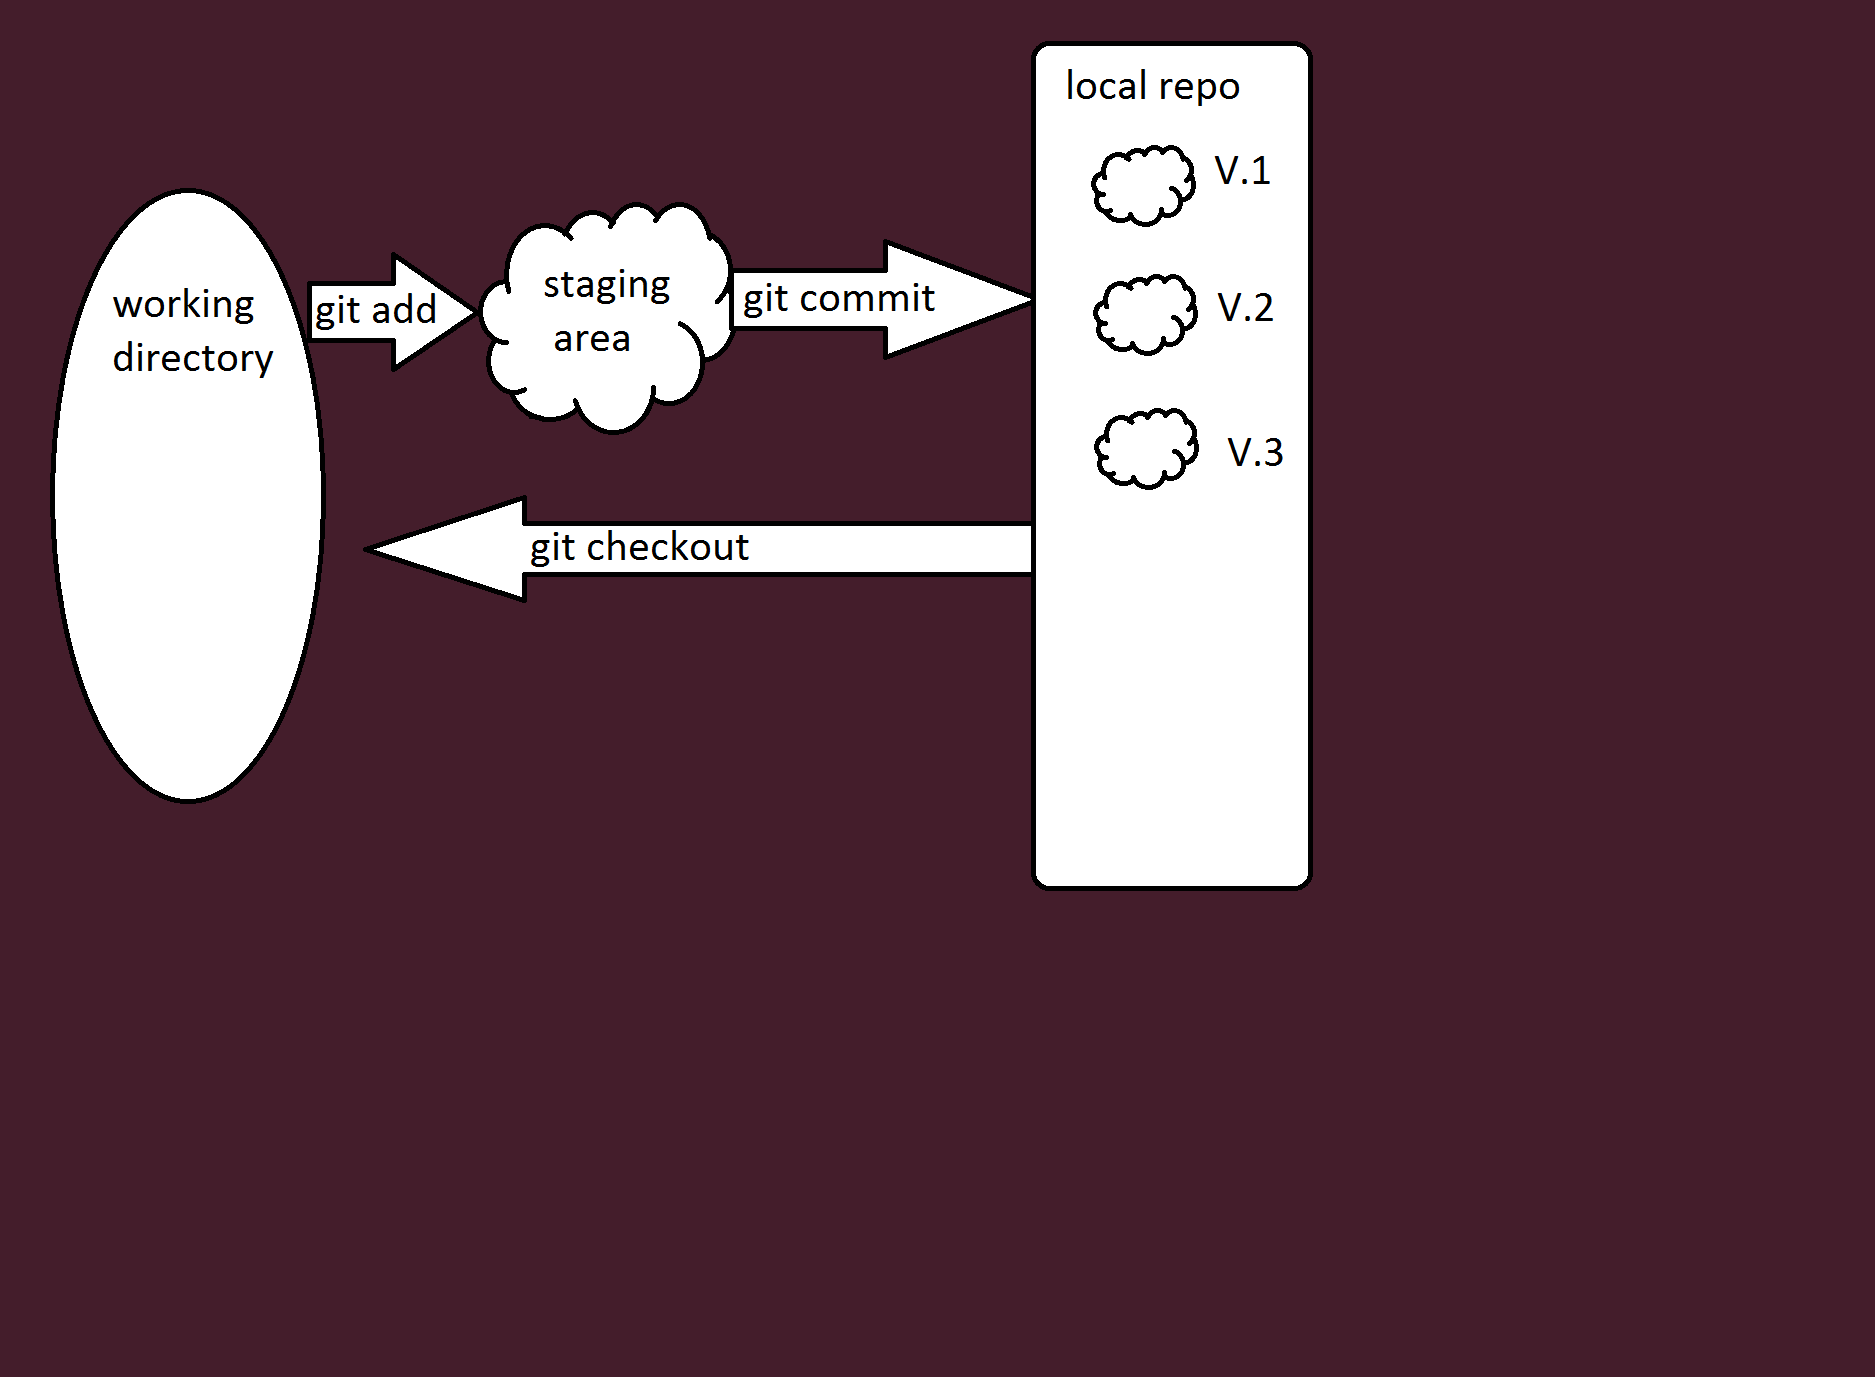 local repo
V.1
working
directory
git add
staging
area
git commit
V.2
V.3
git checkout